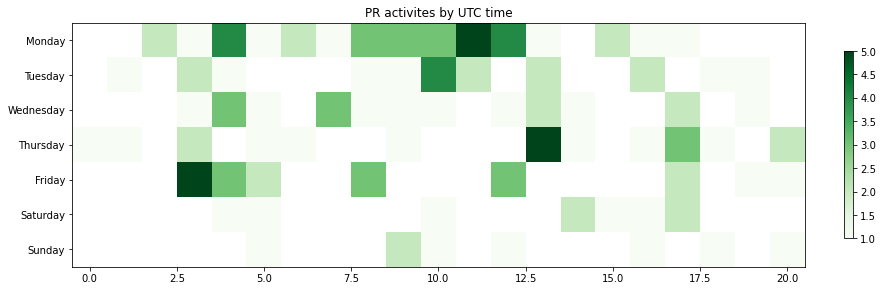 PR activites by UTC time
Monday
Tuesday
Wednesday
Thursday
Friday
Saturday
Sunday
0.0 2.5 5.0 7.5 10.0 12.5 15.0 17.5 20.0
5.0
4.5
4.0
3.5
3.0
2.5
2.0
1.5
1.0